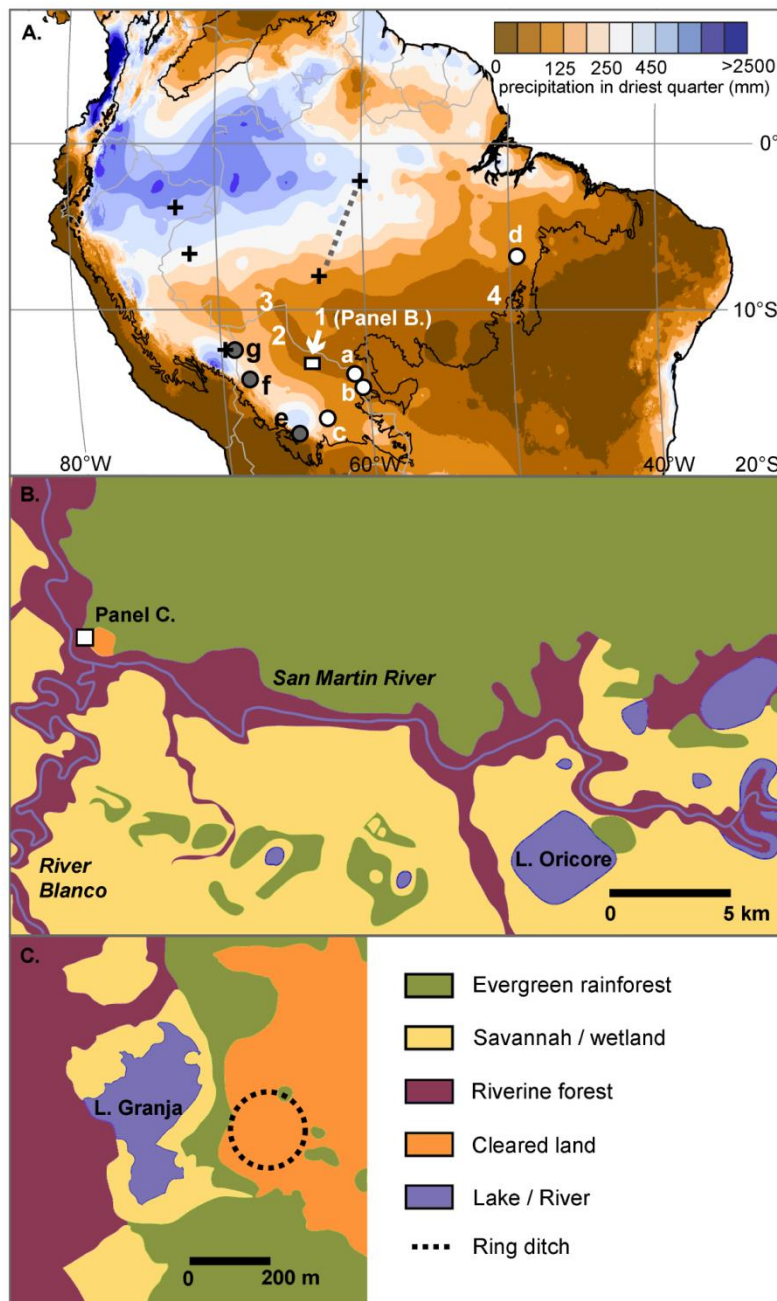 A.
0 125 250 450 >2500
precipitation in driest quarter (mm)
0°
d
10°S
3
4
1 (Panel B.)
2
a
g
b
f
c
e
80°W
60°W
40°W
20°S
B.
Panel C.
San Martin River
L. Oricore
River
Blanco
0 5 km
C.
Evergreen rainforest
Savannah / wetland
L. Granja
Riverine forest
Cleared land
Lake / River
Ring ditch
0 200 m